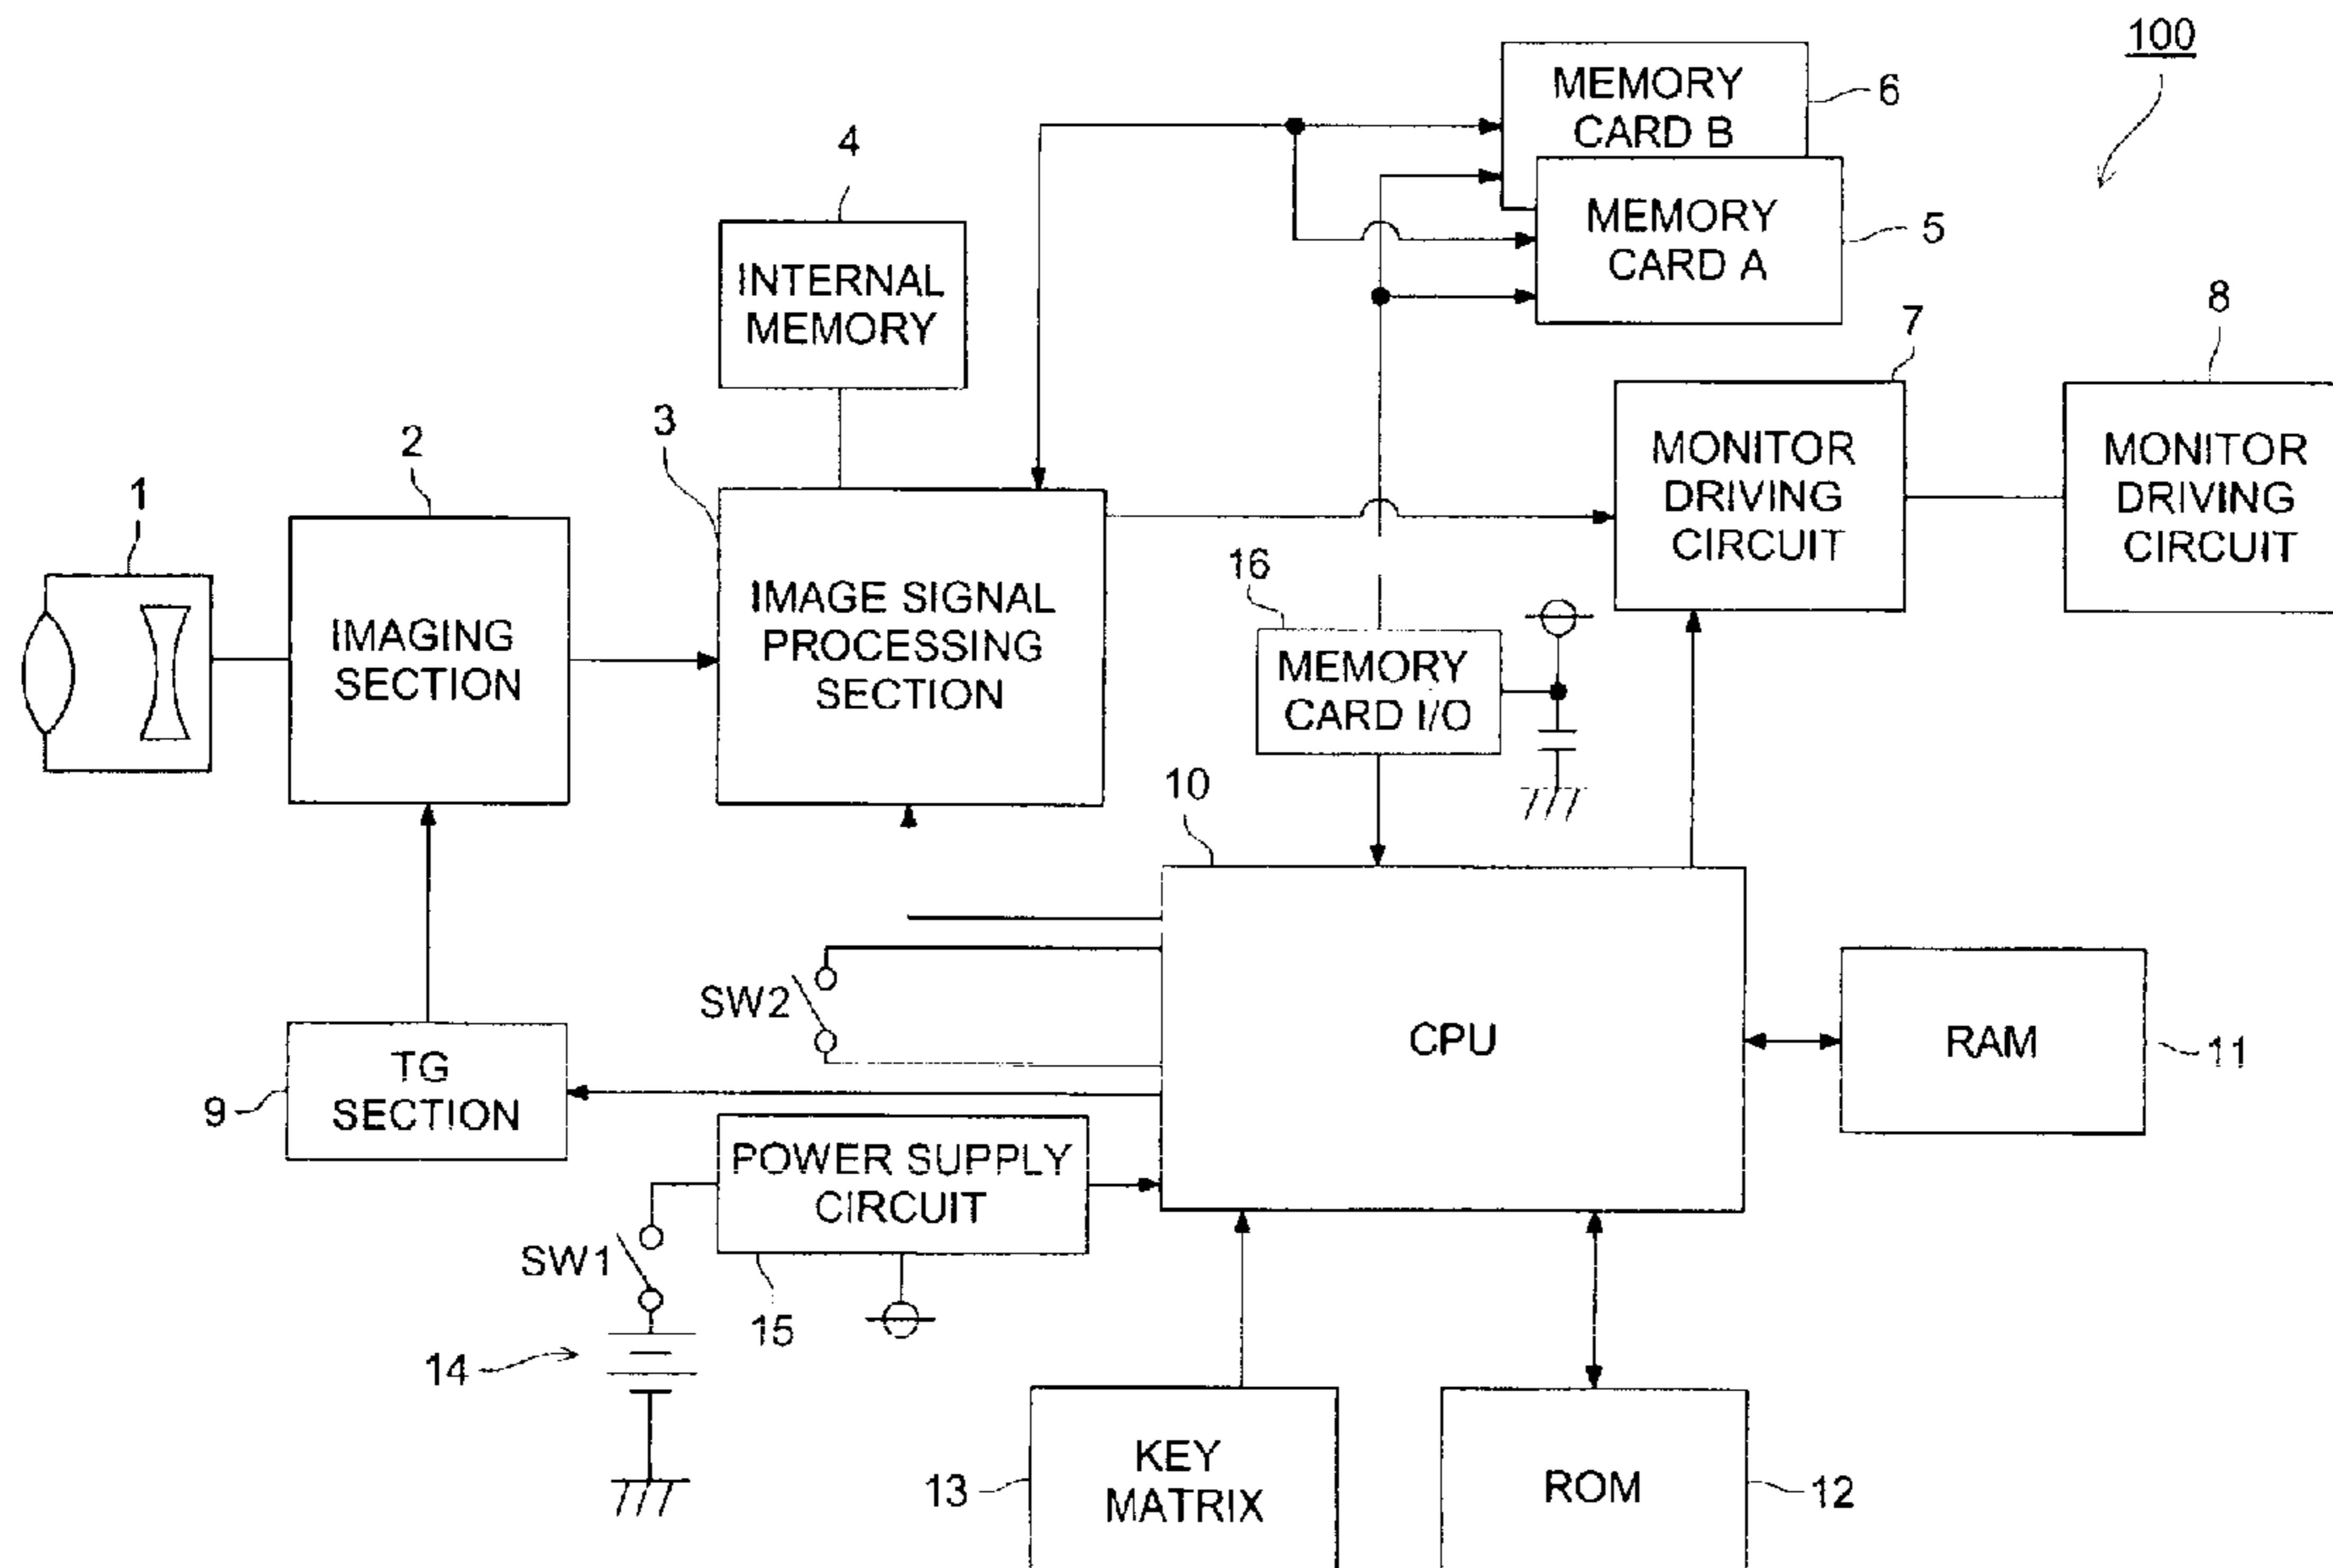 100
MEMORY
CARD B
6
MEMORY
CARD A
5
4
INTERNAL
MEMORY
7
8
MONITOR
DRIVING
CIRCUIT
MONITOR
DRIVING
CIRCUIT
1
2
3
IMAGING
SECTION
IMAGE SIGNAL
PROCESSING
SECTION
16
MEMORY
CARD I/O
10
CPU
RAM
11
SW2
TG
SECTION
9
POWER SUPPLY
CIRCUIT
15
SW1
14
KEY
MATRIX
13
ROM
12